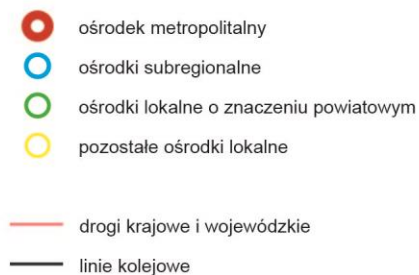 ośrodek metropolitalny
ośrodki subregionalne
ośrodki lokalne o znaczeniu powiatowym
pozostałe ośrodki lokalne
drogi krajowe i wojewódzkie
linie kolejowe